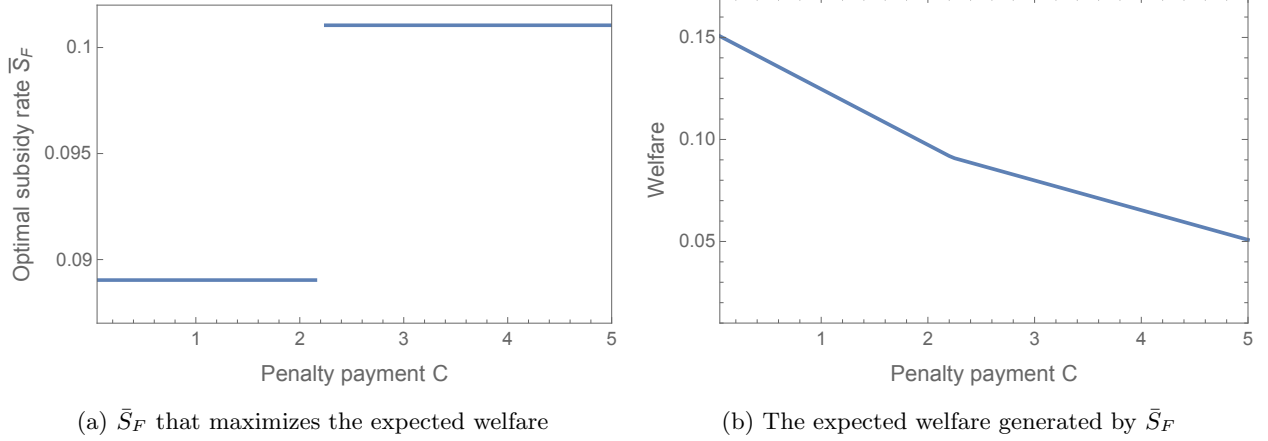 0.1
0.095
0.09
Optimal subsidy rate S̅_F
1
2
3
4
5
Penalty payment C
(a) S̄_F that maximizes the expected welfare
0.15
0.10
0.05
Welfare
1
2
3
4
5
Penalty payment C
(b) The expected welfare generated by S̄_F